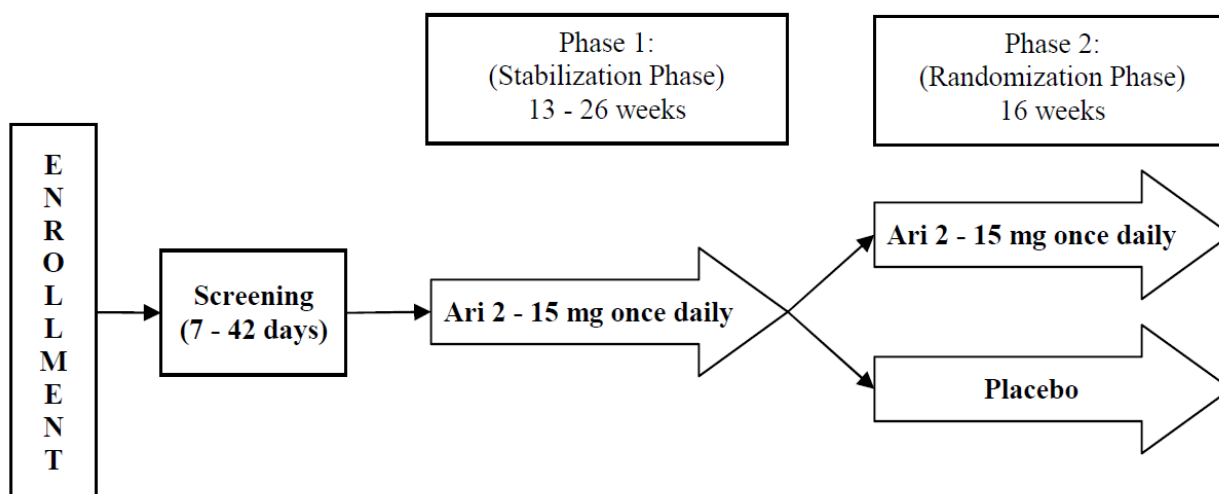 Phase 1:
(Stabilization Phase)
13 - 26 weeks
Phase 2:
(Randomization Phase)
16 weeks
ENROLLMENT
Screening
(7 - 42 days)
Ari 2 - 15 mg once daily
Ari 2 - 15 mg once daily
Placebo